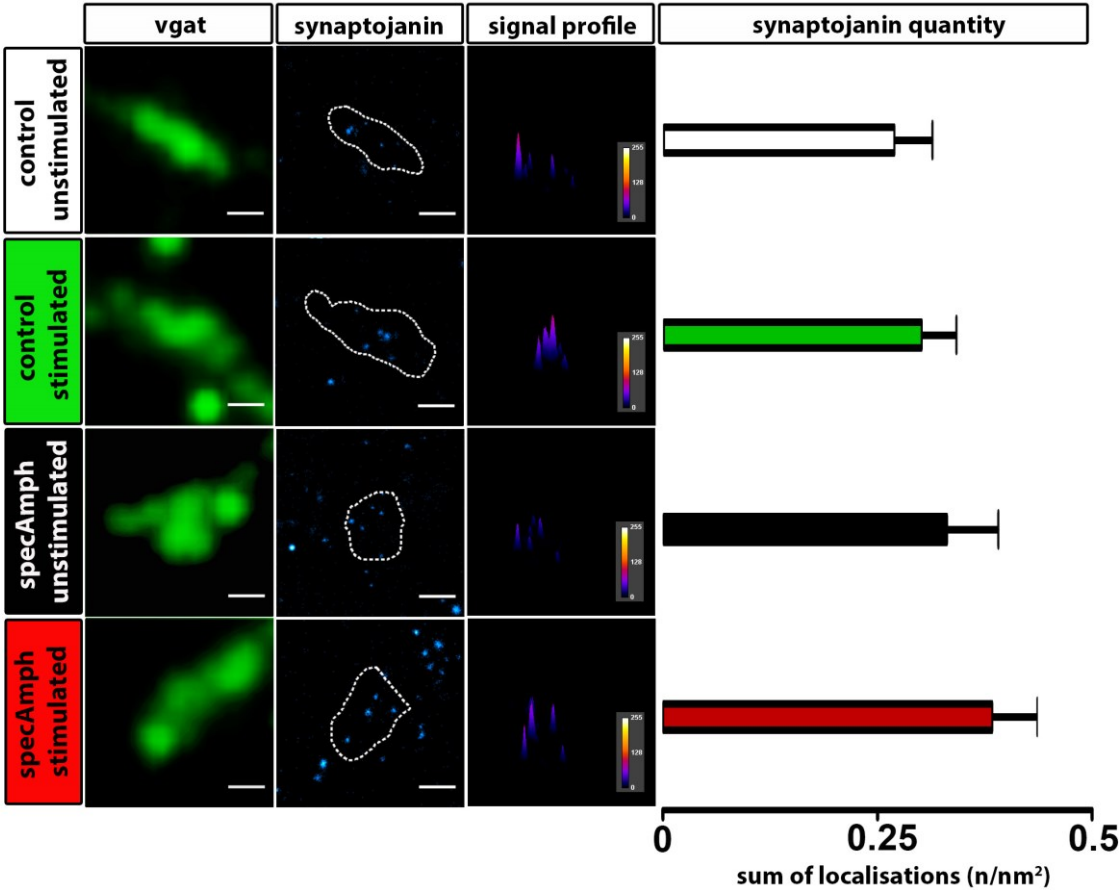 vgat
synaptojanin
signal profile
synaptojanin quantity
control
unstimulated
255
128
0
control
stimulated
255
128
0
specAmph
unstimulated
255
128
0
specAmph
stimulated
255
128
0
0
0.25
0.5
sum of localisations (n/nm²)